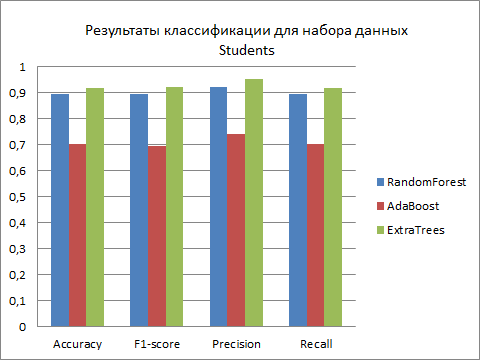 Результаты классификации для набора данных
Students
1
0,9
0,8
0,7
0,6
0,5
0,4
0,3
0,2
0,1
0
RandomForest
AdaBoost
ExtraTrees
Accuracy
F1-score
Precision
Recall